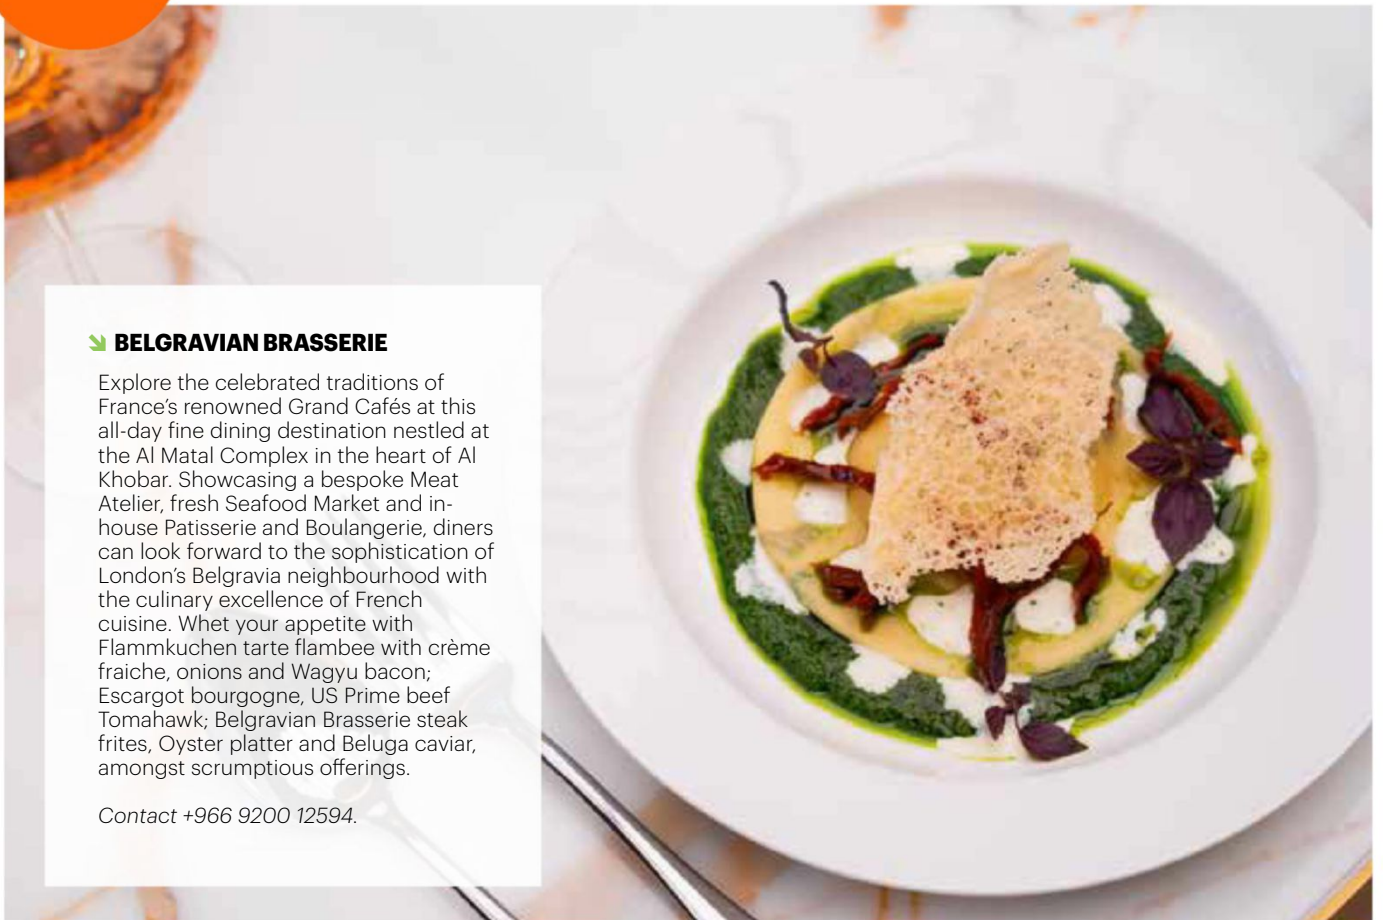 BELGRAVIAN BRASSERIE
Explore the celebrated traditions of
France's renowned Grand Cafés at this
all-day fine dining destination nestled at
the Al Matal Complex in the heart of Al
Khobar. Showcasing a bespoke Meat
Atelier, fresh Seafood Market and in-
house Patisserie and Boulangerie, diners
can look forward to the sophistication of
London's Belgravia neighbourhood with
the culinary excellence of French
cuisine. Whet your appetite with
Flammkuchen tarte flambee with crème
fraiche, onions and Wagyu bacon;
Escargot bourgogne, US Prime beef
Tomahawk; Belgravian Brasserie steak
frites, Oyster platter and Beluga caviar,
amongst scrumptious offerings.
Contact +966 9200 12594.